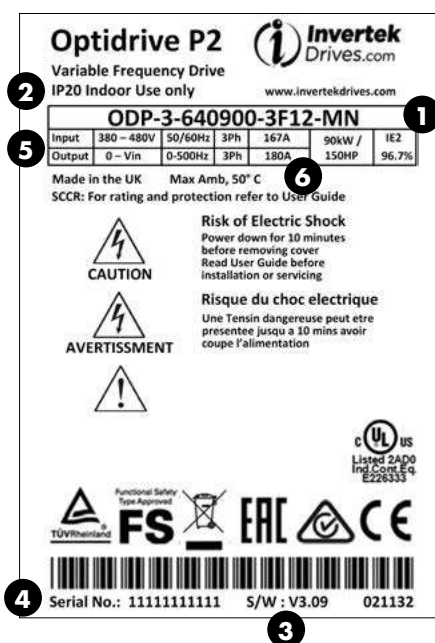 Optidrive P2
Invertek
Drives.com
Variable Frequency Drive
2 IP20 Indoor Use only
www.invertekdrives.com
ODP-3-640900-3F12-MN 1
5 Input 380 – 480V 50/60Hz 3Ph 167A 90kW / 150HP IE2 96.7%
Output 0 – Vin 0-500Hz 3Ph 180A
Made in the UK Max Amb, 50° C 6
SCCR: For rating and protection refer to User Guide
Risk of Electric Shock
Power down for 10 minutes
before removing cover
Read User Guide before
installation or servicing
CAUTION
Risque du choc electrique
Une Tensín dangereuse peut etre
presentee jusqu a 10 mins avoir
coupe l'alimentation
AVERTISSMENT
C UL US
Listed 2AD0
Ind.Cont.Eq.
E226333
TÜVRheinland
Functional Safety
Type Approved
FS
EAC
CE
4 Serial No.: 11111111111 S/W : V3.09 021132
3